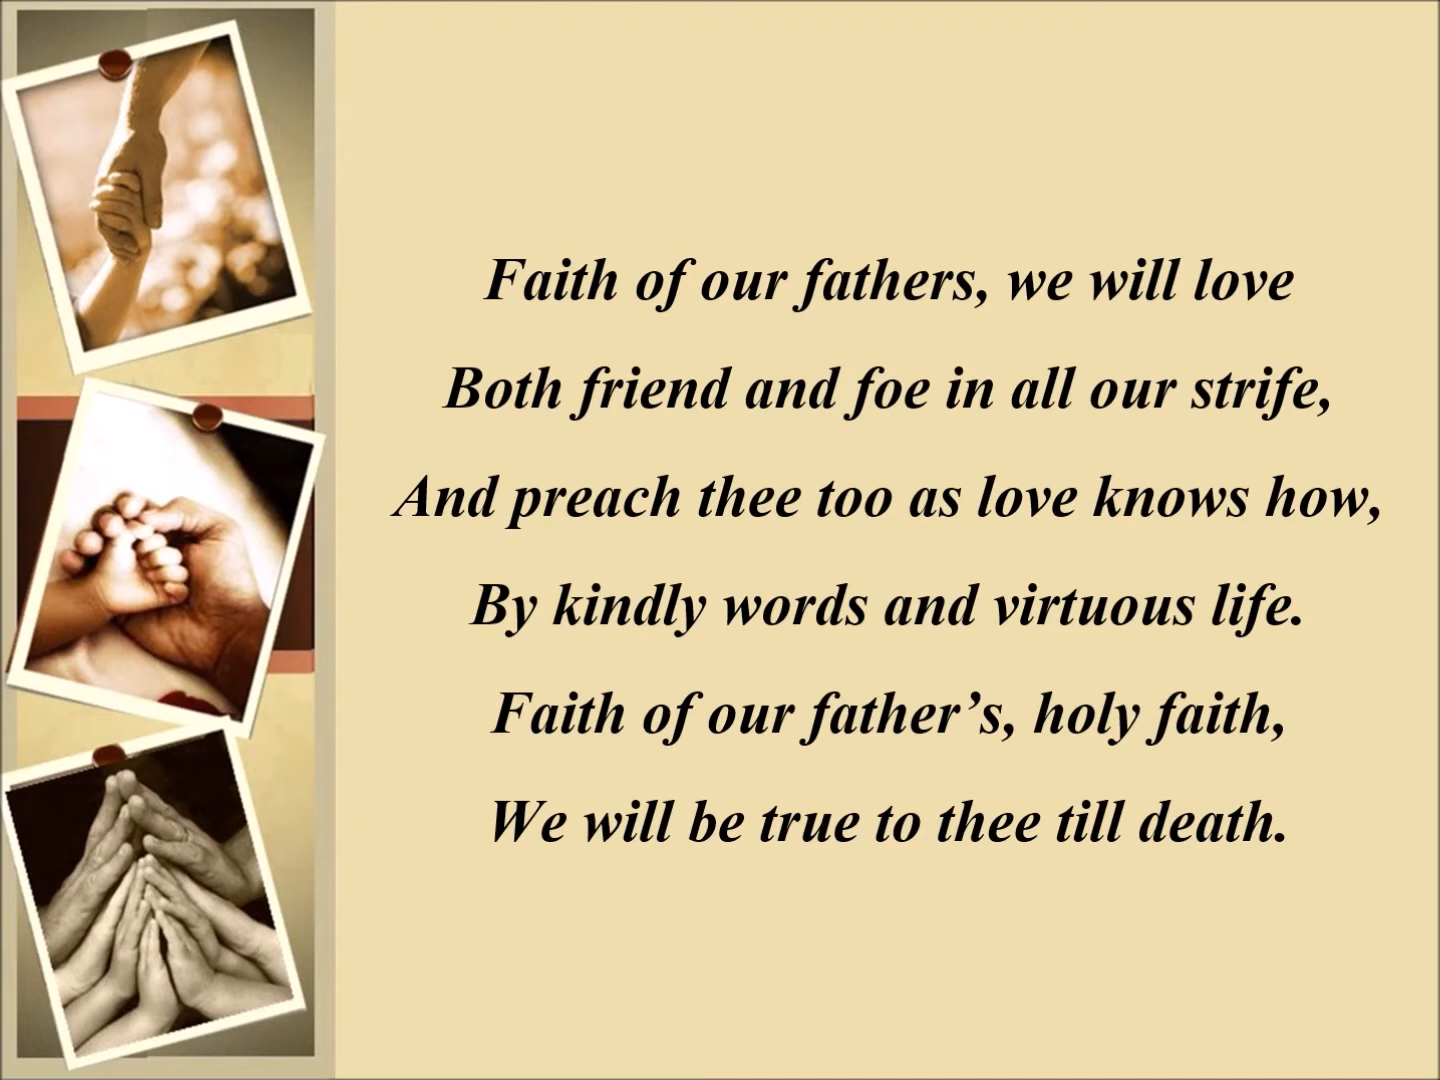 Faith of our fathers, we will love
Both friend and foe in all our strife,
And preach thee too as love knows how,
By kindly words and virtuous life.
Faith of our father’s, holy faith,
We will be true to thee till death.